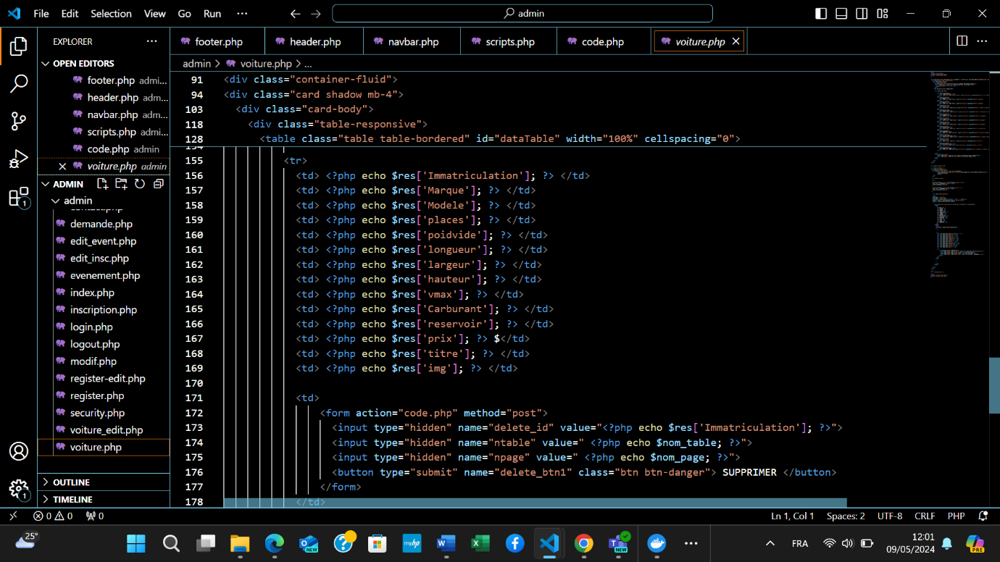 File Edit Selection View Go Run ···
admin
EXPLORER ···
footer.php header.php navbar.php scripts.php code.php voiture.php
OPEN EDITORS
footer.php admi...
header.php adm...
navbar.php adm...
scripts.php admi...
code.php admin
voiture.php admin
ADMIN
admin
demande.php
edit_event.php
edit_insc.php
evenement.php
index.php
inscription.php
login.php
logout.php
modif.php
register-edit.php
register.php
security.php
voiture_edit.php
voiture.php
OUTLINE
TIMELINE
1
1
admin > voiture.php > ...
91 <div class="container-fluid">
94 <div class="card shadow mb-4">
103 <div class="card-body">
118 <div class="table-responsive">
128 <table class="table table-bordered" id="dataTable" width="100%" cellspacing="0">
155 <tr>
156 <td> <?php echo $res['Immatriculation']; ?> </td>
157 <td> <?php echo $res['Marque']; ?> </td>
158 <td> <?php echo $res['Modele']; ?> </td>
159 <td> <?php echo $res['places']; ?> </td>
160 <td> <?php echo $res['poidvide']; ?> </td>
161 <td> <?php echo $res['longueur']; ?> </td>
162 <td> <?php echo $res['largeur']; ?> </td>
163 <td> <?php echo $res['hauteur']; ?> </td>
164 <td> <?php echo $res['vmax']; ?> </td>
165 <td> <?php echo $res['Carburant']; ?> </td>
166 <td> <?php echo $res['reservoir']; ?> </td>
167 <td> <?php echo $res['prix']; ?> $</td>
168 <td> <?php echo $res['titre']; ?> </td>
169 <td> <?php echo $res['img']; ?> </td>
170
171 <td>
172 <form action="code.php" method="post">
173 <input type="hidden" name="delete_id" value="<?php echo $res['Immatriculation']; ?>">
174 <input type="hidden" name="ntable" value=" <?php echo $nom_table; ?>">
175 <input type="hidden" name="npage" value=" <?php echo $nom_page; ?>">
176 <button type="submit" name="delete_btn1" class="btn btn-danger"> SUPPRIMER </button>
177 </form>
178 </td>
0 0 0
Ln 1, Col 1 Spaces: 2 UTF-8 CRLF PHP
25°
NEW
myhp
NEW
FRA
12:01
09/05/2024
PRE